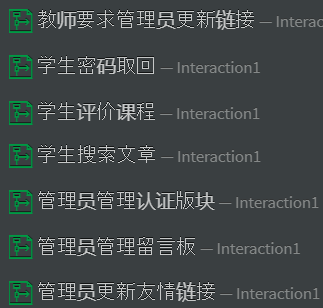 教师要求管理员更新链接 — Interac
学生密码取回 — Interaction1
学生评价课程 — Interaction1
学生搜索文章 — Interaction1
管理员管理认证版块 — Interaction1
管理员管理留言板 — Interaction1
管理员更新友情链接 — Interaction1